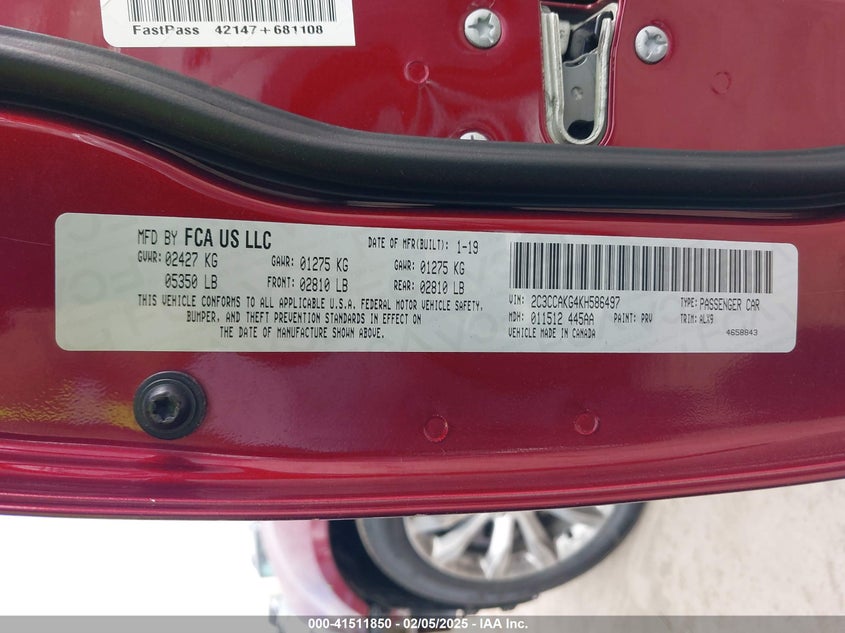 FastPass 42147+681108
MFD BY FCA US LLC
DATE OF MFR(BUILT): 1-19
GVWR: 02427 KG GAWR: 01275 KG GAWR: 01275 KG
05350 LB FRONT: 02810 LB REAR: 02810 LB
THIS VEHICLE CONFORMS TO ALL APPLICABLE U.S.A. FEDERAL MOTOR VEHICLE SAFETY,
BUMPER, AND THEFT PREVENTION STANDARDS IN EFFECT ON
THE DATE OF MANUFACTURE SHOWN ABOVE.
VIN: 2C3CCAKG4KH586497 TYPE: PASSENGER CAR
MDH: 011512 445AA PAINT: PRV TRIM: ALX9
VEHICLE MADE IN CANADA 4658843
000-41511850 - 02/05/2025 - IAA Inc.